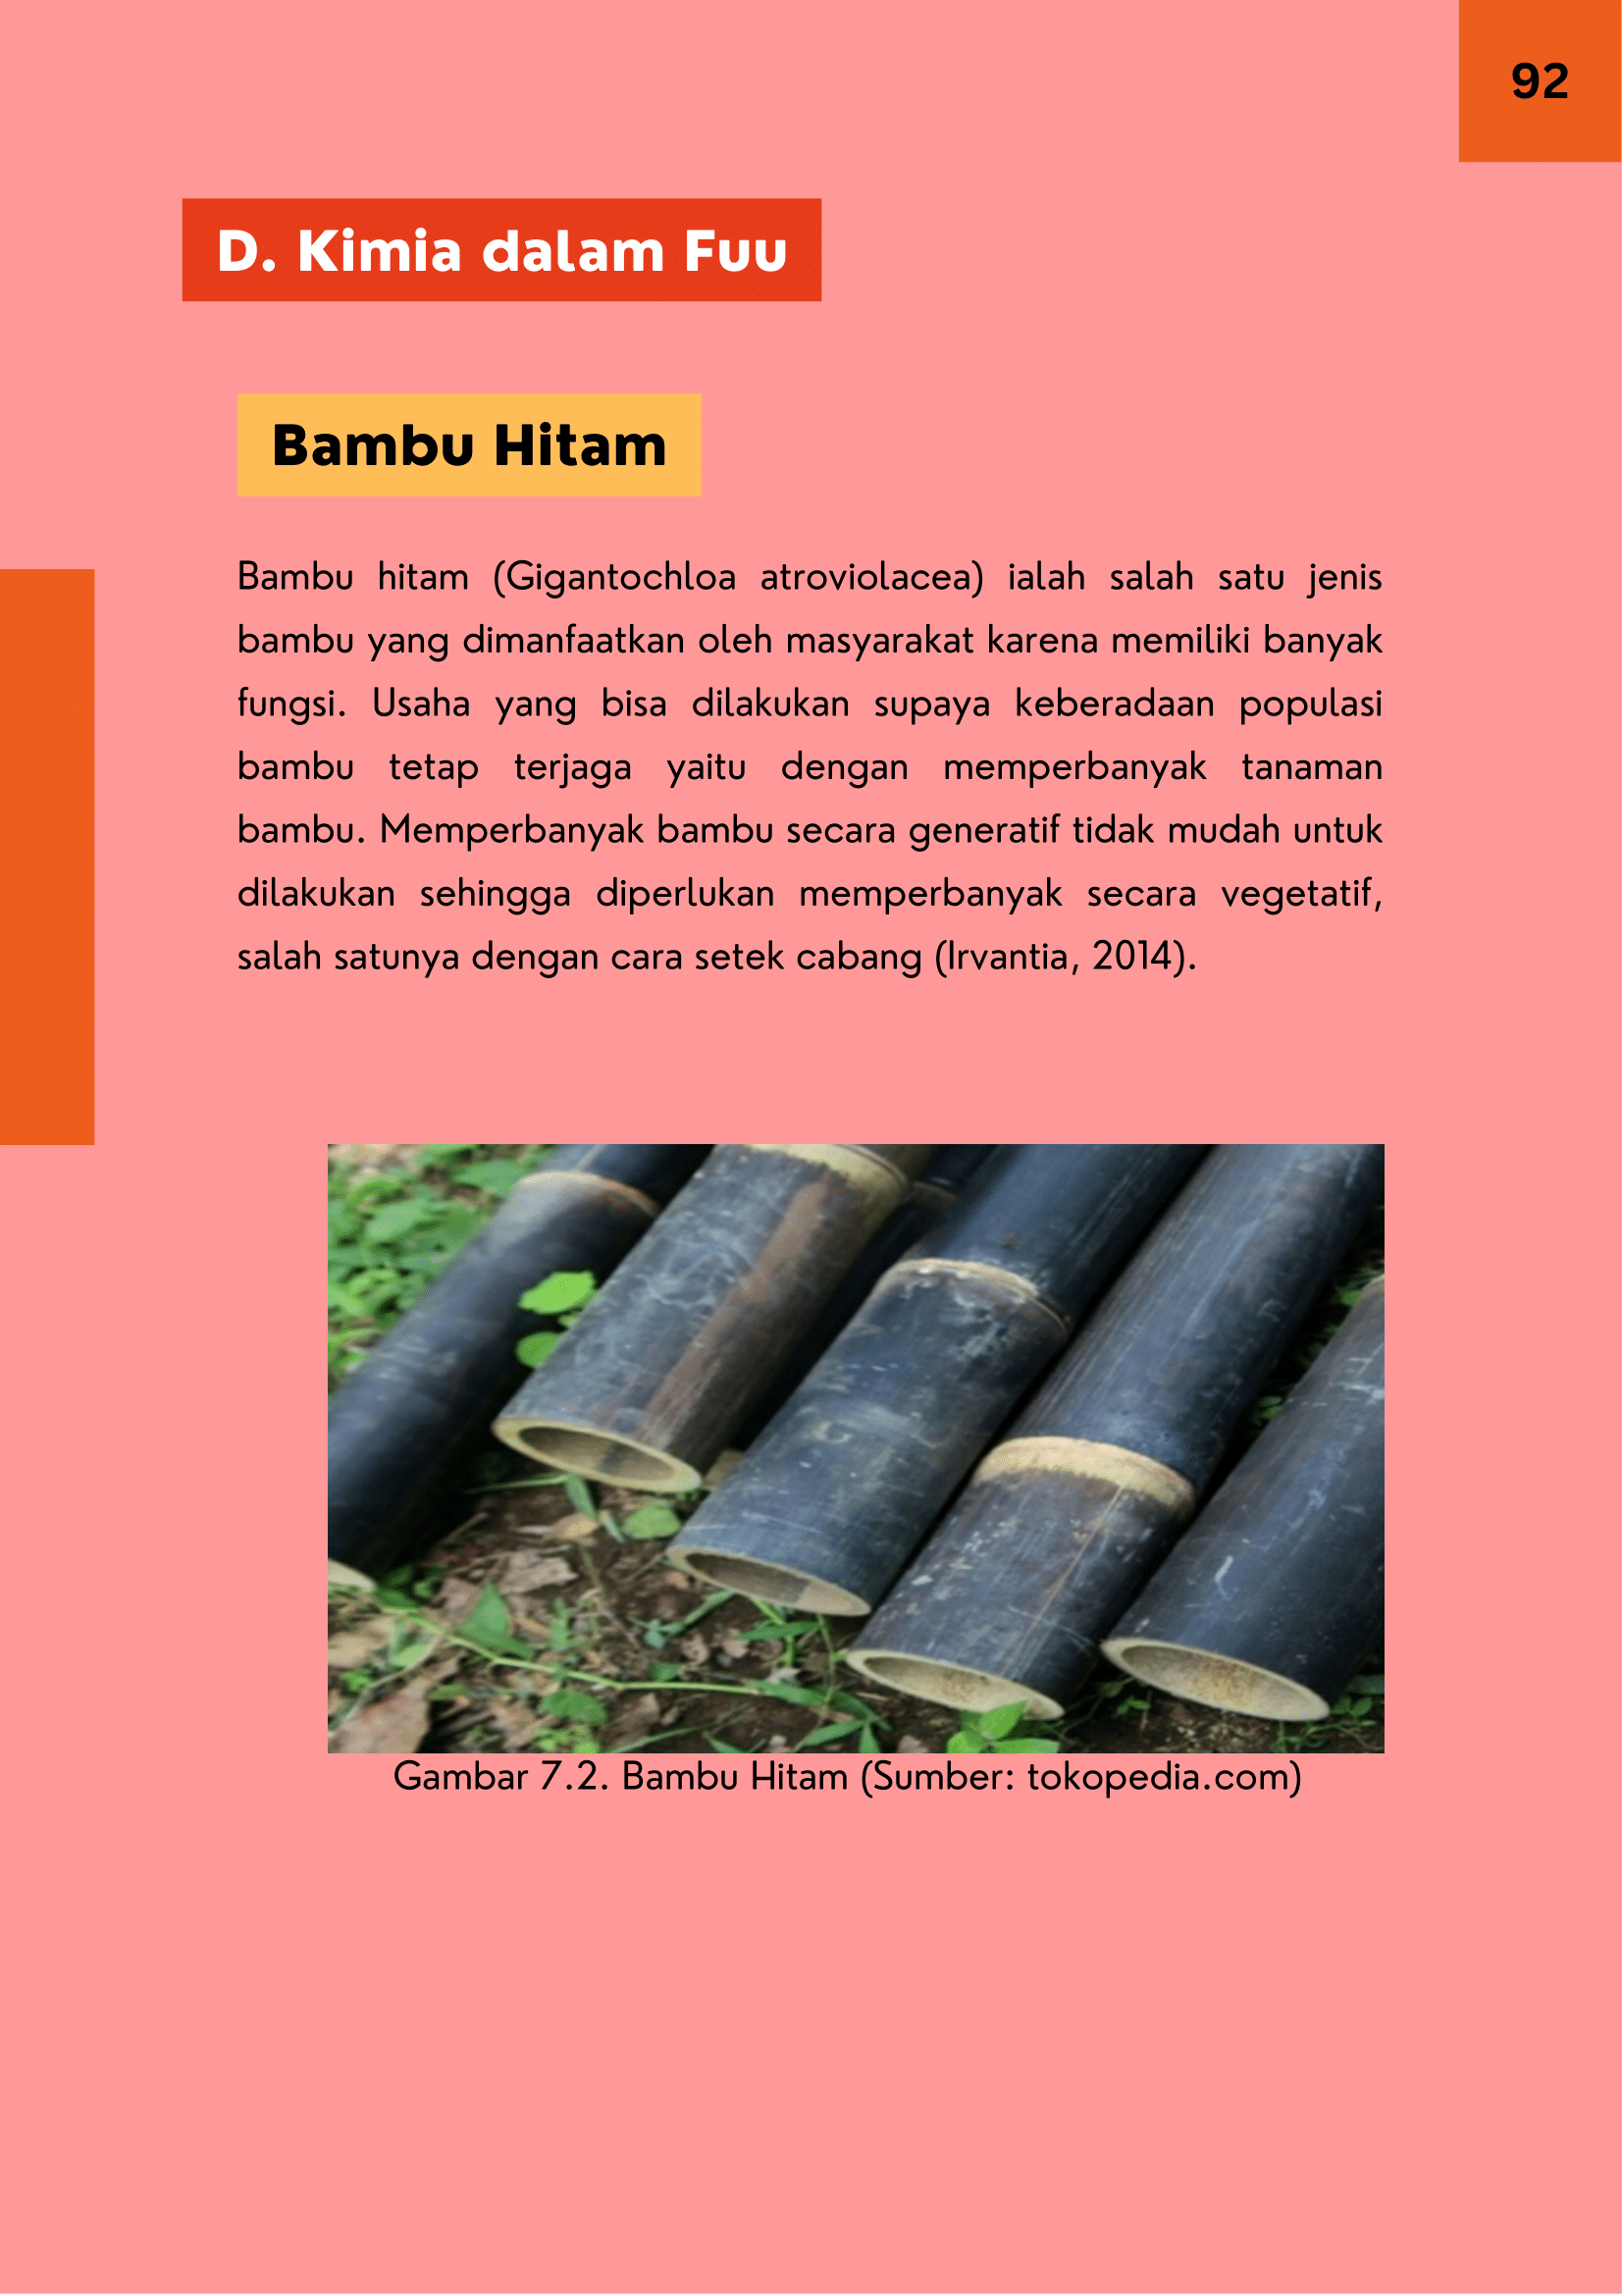 92
D. Kimia dalam Fuu
Bambu Hitam
Bambu hitam (Gigantochloa atroviolacea) ialah salah satu jenis
bambu yang dimanfaatkan oleh masyarakat karena memiliki banyak
fungsi. Usaha yang bisa dilakukan supaya keberadaan populasi
bambu tetap terjaga yaitu dengan memperbanyak tanaman
bambu. Memperbanyak bambu secara generatif tidak mudah untuk
dilakukan sehingga diperlukan memperbanyak secara vegetatif,
salah satunya dengan cara setek cabang (Irvantia, 2014).
Gambar 7.2. Bambu Hitam (Sumber: tokopedia.com)